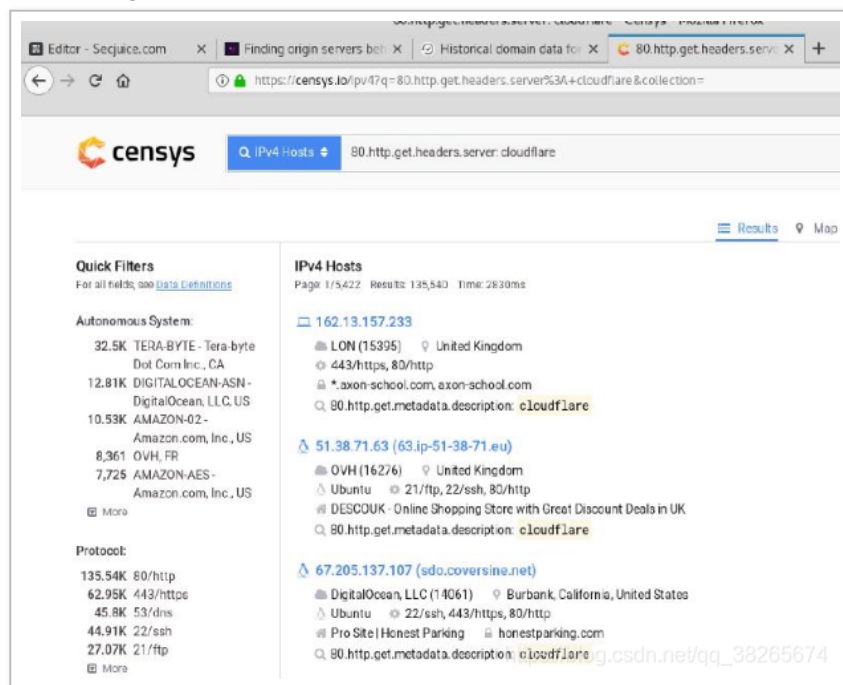 80.http.get.headers.server: cloudflare - Censys - Mozilla Firefox
Editor - Secjuice.com
Finding origin servers beh
Historical domain data for
80.http.get.headers.serve
https://censys.io/ipv4?q=80.http.get.headers.server%3A+cloudflare&collection=
censys
IPv4 Hosts
80.http.get.headers.server: cloudflare
Results
Map
Quick Filters
For all fields, see Data Definitions
Autonomous System:
32.5K TERA-BYTE - Tera-byte
Dot Com Inc., CA
12.81K DIGITALOCEAN-ASN -
DigitalOcean, LLC, US
10.53K AMAZON-02 -
Amazon.com, Inc., US
8,361 OVH, FR
7,725 AMAZON-AES -
Amazon.com, Inc., US
More
Protocol:
135.54K 80/http
62.95K 443/https
45.8K 53/dns
44.91K 22/ssh
27.07K 21/ftp
More
IPv4 Hosts
Page: 1/5,422 Results: 135,540 Time: 2830ms
162.13.157.233
LON (15395) United Kingdom
443/https, 80/http
*.axon-school.com, axon-school.com
80.http.get.metadata.description: cloudflare
51.38.71.63 (63.ip-51-38-71.eu)
OVH (16276) United Kingdom
Ubuntu 21/ftp, 22/ssh, 80/http
DESCOUK - Online Shopping Store with Great Discount Deals in UK
80.http.get.metadata.description: cloudflare
67.205.137.107 (sdo.coversine.net)
DigitalOcean, LLC (14061) Burbank, California, United States
Ubuntu 22/ssh, 443/https, 80/http
Pro Site | Honest Parking honestparking.com
80.http.get.metadata.description: cloudflare
https://blog.csdn.net/qq_38265674